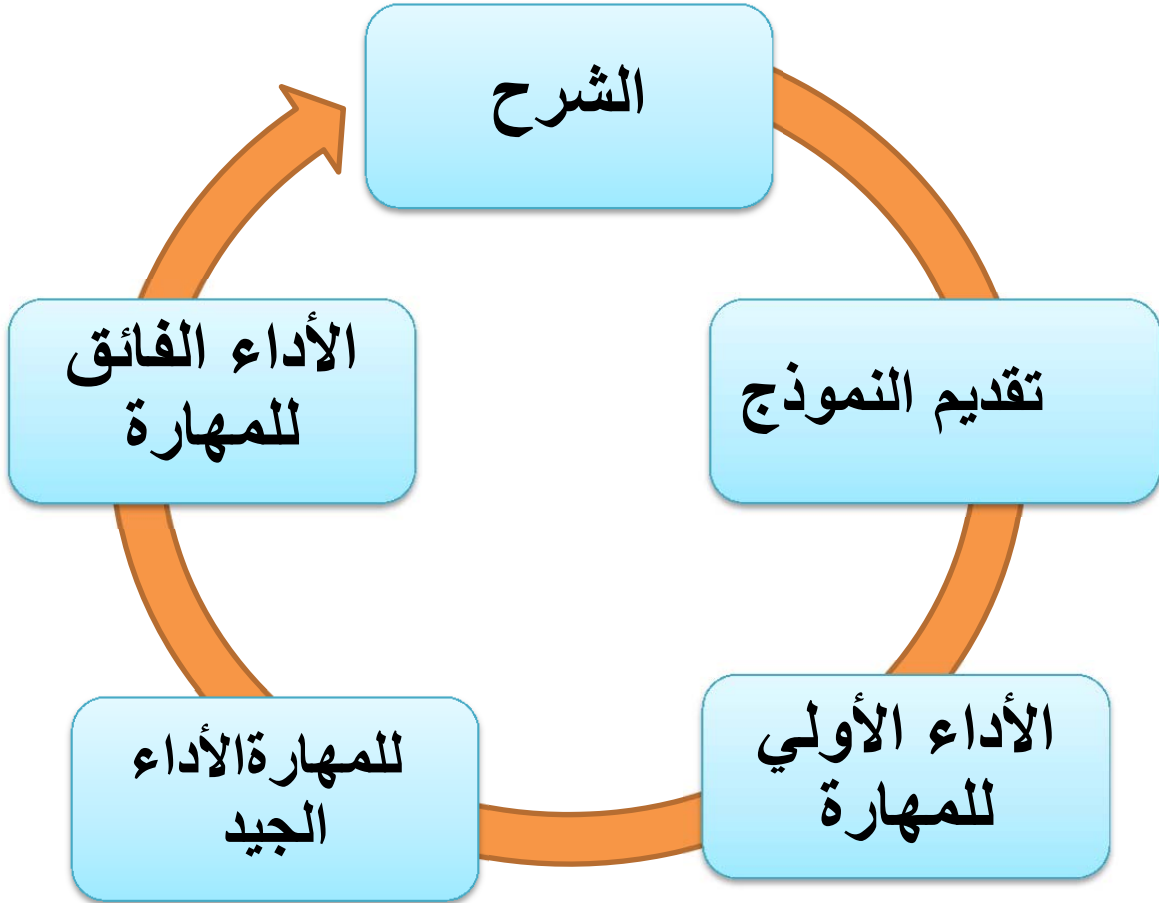 الشرح
تقديم النموذج
الأداء الأولي
للمهارة
للمهارةالأداء
الجيد
الأداء الفائق
للمهارة